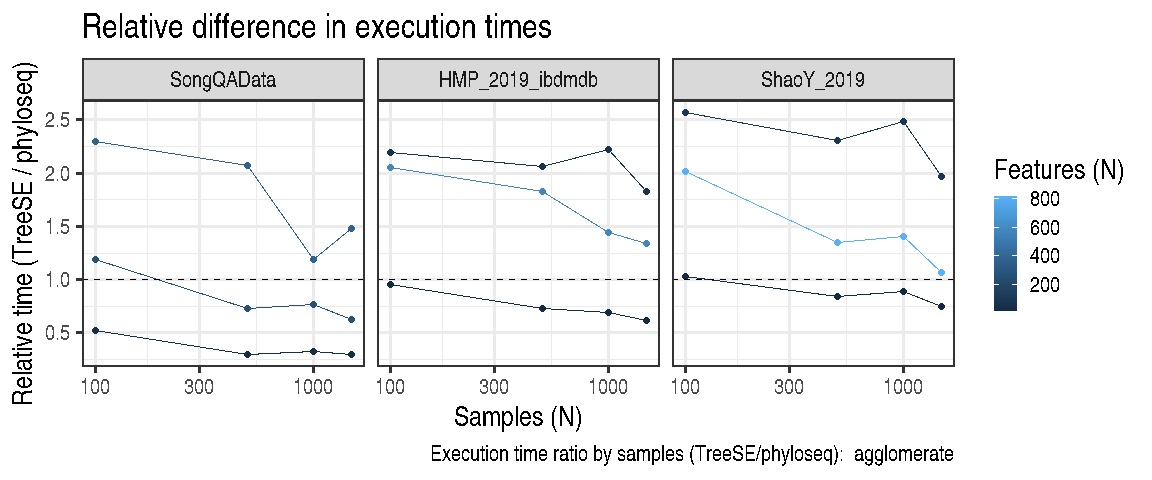 Relative difference in execution times
SongQAData
HMP_2019_ibdmdb
ShaoY_2019
Relative time (TreeSE / phyloseq)
2.5
2.0
1.5
1.0
0.5
100
300
1000
100
300
1000
100
300
1000
Samples (N)
Features (N)
800
600
400
200
Execution time ratio by samples (TreeSE/phyloseq):  agglomerate